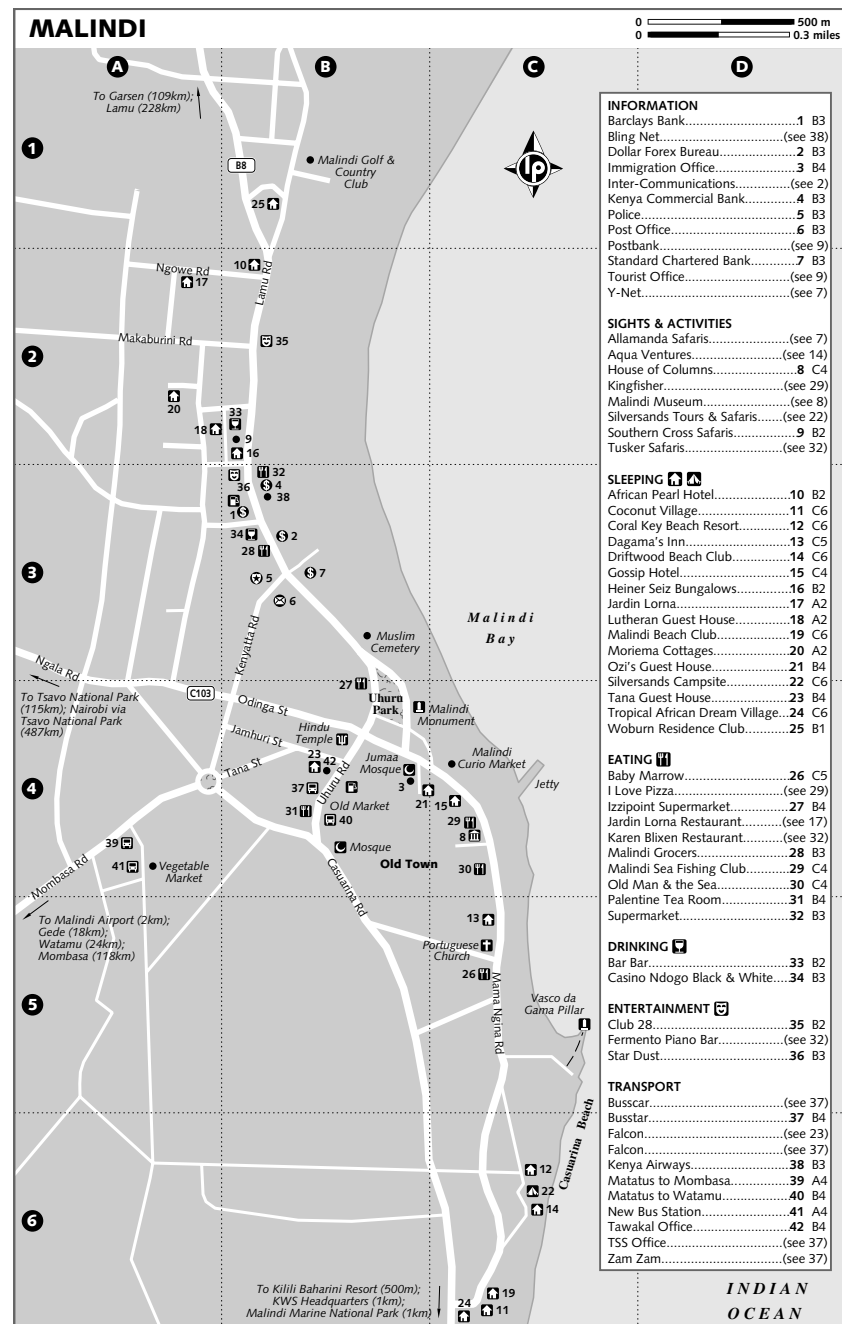 MALINDI
0 500 m
0 0.3 miles
A
B
C
D
To Garsen (109km);
Lamu (228km)
1
B8
Malindi Golf &
Country
Club
25
lp
10
Ngowe Rd
17
Lamu Rd
Makaburini Rd
35
2
20
33
18
9
16
32
36
4
38
1
34
2
28
3
5
7
6
Kenyatta Rd
Malindi
Bay
Muslim
Cemetery
Ngala Rd
27
C103
Uhuru
Park
To Tsavo National Park
(115km); Nairobi via
Tsavo National Park
(487km)
Odinga St
Malindi
Monument
Jamhuri St
Hindu
Temple
Tana St
23
42
Jumaa
Mosque
Malindi
Curio Market
4
37
Uhuru Rd
3
21
15
Jetty
31
Old Market
40
29
8
39
Mosque
Old Town
41
Vegetable
Market
30
Mombasa Rd
Casuarina Rd
To Malindi Airport (2km);
Gede (18km);
Watamu (24km);
Mombasa (118km)
13
Portuguese
Church
26
5
Mama Ngina Rd
Vasco da
Gama Pillar
Casuarina Beach
12
22
14
6
To Kilili Baharini Resort (500m);
KWS Headquarters (1km);
Malindi Marine National Park (1km)
19
24
11
INDIAN
OCEAN
INFORMATION
Barclays Bank 1 B3
Bling Net (see 38)
Dollar Forex Bureau 2 B3
Immigration Office 3 B4
Inter-Communications (see 2)
Kenya Commercial Bank 4 B3
Police 5 B3
Post Office 6 B3
Postbank (see 9)
Standard Chartered Bank 7 B3
Tourist Office (see 9)
Y-Net (see 7)
SIGHTS & ACTIVITIES
Allamanda Safaris (see 7)
Aqua Ventures (see 14)
House of Columns 8 C4
Kingfisher (see 29)
Malindi Museum (see 8)
Silversands Tours & Safaris (see 22)
Southern Cross Safaris 9 B2
Tusker Safaris (see 32)
SLEEPING
African Pearl Hotel 10 B2
Coconut Village 11 C6
Coral Key Beach Resort 12 C6
Dagama's Inn 13 C5
Driftwood Beach Club 14 C6
Gossip Hotel 15 C4
Heiner Seiz Bungalows 16 B2
Jardin Lorna 17 A2
Lutheran Guest House 18 A2
Malindi Beach Club 19 C6
Moriema Cottages 20 A2
Ozi's Guest House 21 B4
Silversands Campsite 22 C6
Tana Guest House 23 B4
Tropical African Dream Village 24 C6
Woburn Residence Club 25 B1
EATING
Baby Marrow 26 C5
I Love Pizza (see 29)
Izzipoint Supermarket 27 B4
Jardin Lorna Restaurant (see 17)
Karen Blixen Restaurant (see 32)
Malindi Grocers 28 B3
Malindi Sea Fishing Club 29 C4
Old Man & the Sea 30 C4
Palentine Tea Room 31 B4
Supermarket 32 B3
DRINKING
Bar Bar 33 B2
Casino Ndogo Black & White 34 B3
ENTERTAINMENT
Club 28 35 B2
Fermento Piano Bar (see 32)
Star Dust 36 B3
TRANSPORT
Busscar (see 37)
Busstar 37 B4
Falcon (see 23)
Falcon (see 37)
Kenya Airways 38 B3
Matatus to Mombasa 39 A4
Matatus to Watamu 40 B4
New Bus Station 41 A4
Tawakal Office 42 B4
TSS Office (see 37)
Zam Zam (see 37)